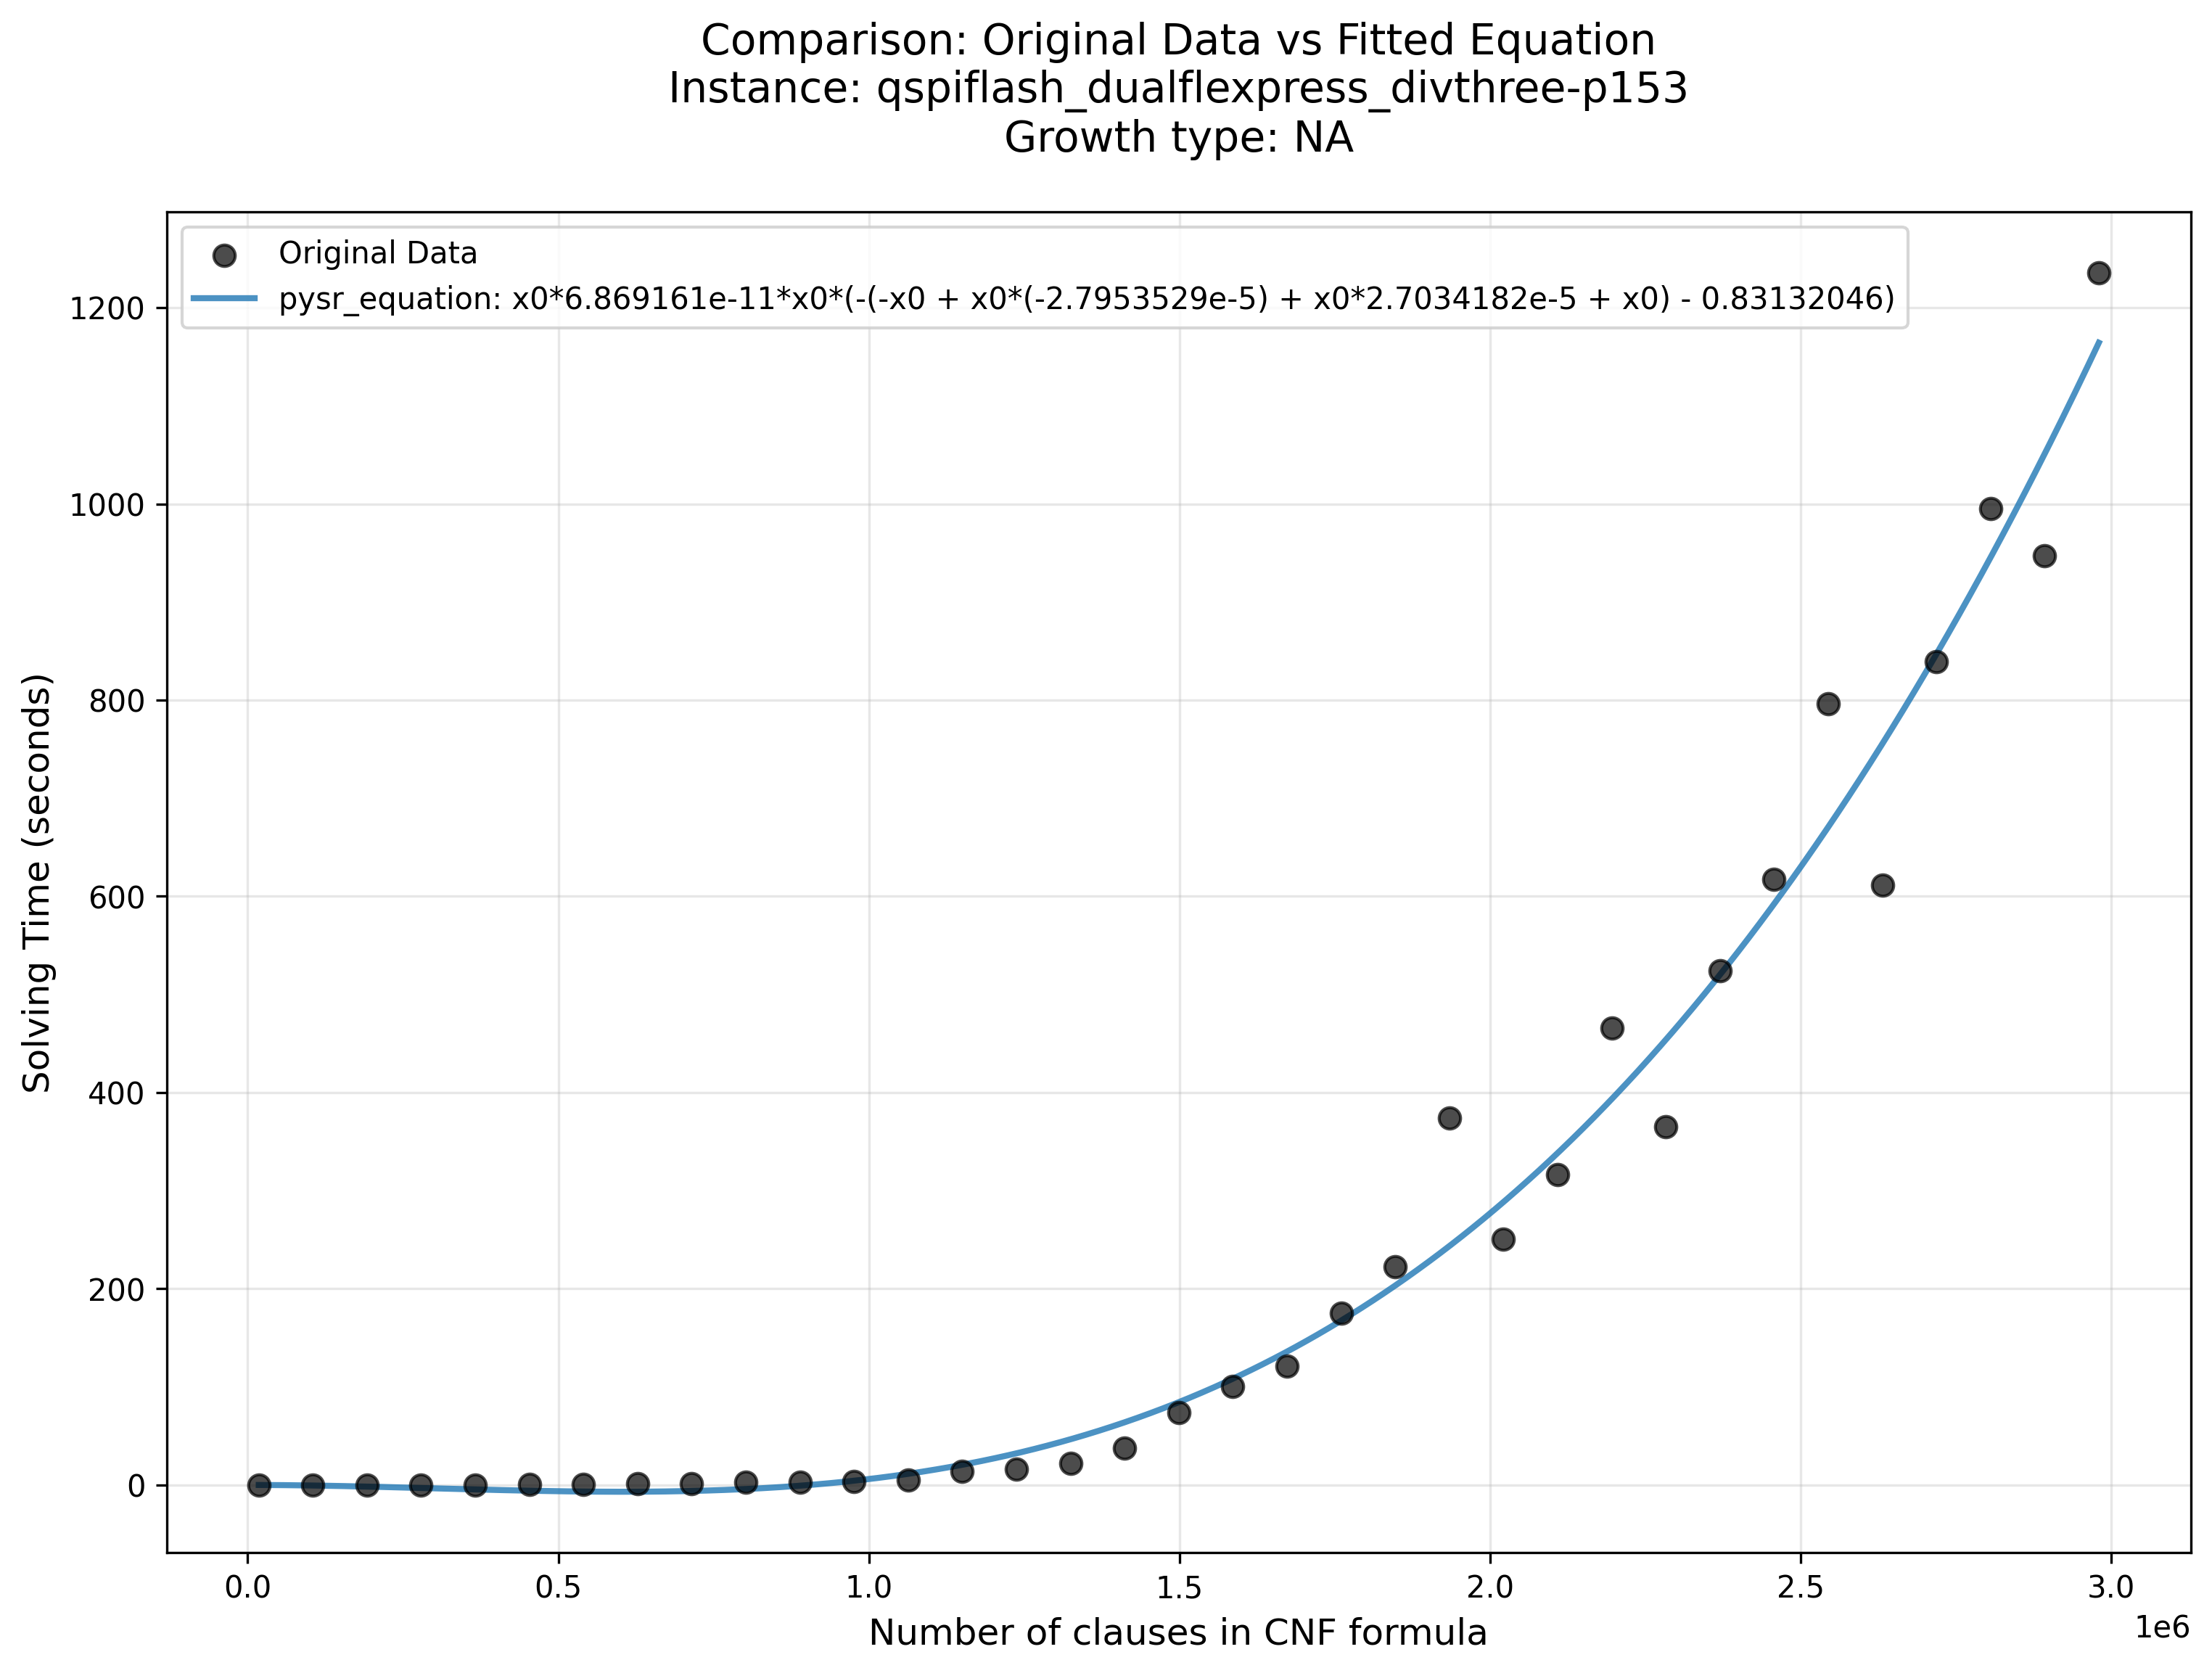 Comparison: Original Data vs Fitted Equation
Instance: qspiflash_dualflexpress_divthree-p153
Growth type: NA
Original Data
pysr_equation: x0*6.869161e-11*x0*(-(-x0 + x0*(-2.7953529e-5) + x0*2.7034182e-5 + x0) - 0.83132046)
1200
1000
800
600
400
200
0
Solving Time (seconds)
0.0 0.5 1.0 1.5 2.0 2.5 3.0
1e6
Number of clauses in CNF formula